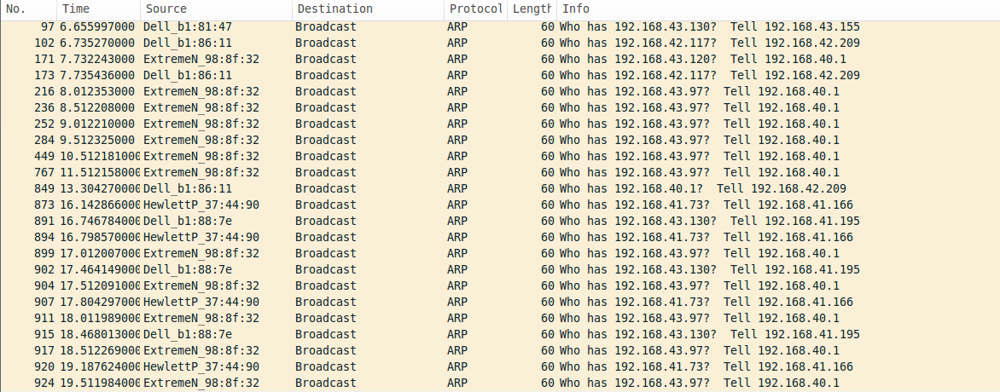 No. Time Source Destination Protocol Length Info
97 6.655997000 Dell_b1:81:47 Broadcast ARP 60 Who has 192.168.43.130? Tell 192.168.43.155
102 6.735270000 Dell_b1:86:11 Broadcast ARP 60 Who has 192.168.42.117? Tell 192.168.42.209
171 7.732243000 ExtremeN_98:8f:32 Broadcast ARP 60 Who has 192.168.43.120? Tell 192.168.40.1
173 7.735436000 Dell_b1:86:11 Broadcast ARP 60 Who has 192.168.42.117? Tell 192.168.42.209
216 8.012353000 ExtremeN_98:8f:32 Broadcast ARP 60 Who has 192.168.43.97? Tell 192.168.40.1
236 8.512208000 ExtremeN_98:8f:32 Broadcast ARP 60 Who has 192.168.43.97? Tell 192.168.40.1
252 9.012210000 ExtremeN_98:8f:32 Broadcast ARP 60 Who has 192.168.43.97? Tell 192.168.40.1
284 9.512325000 ExtremeN_98:8f:32 Broadcast ARP 60 Who has 192.168.43.97? Tell 192.168.40.1
449 10.512181000 ExtremeN_98:8f:32 Broadcast ARP 60 Who has 192.168.43.97? Tell 192.168.40.1
767 11.512158000 ExtremeN_98:8f:32 Broadcast ARP 60 Who has 192.168.43.97? Tell 192.168.40.1
849 13.304270000 Dell_b1:86:11 Broadcast ARP 60 Who has 192.168.40.1? Tell 192.168.42.209
873 16.142866000 HewlettP_37:44:90 Broadcast ARP 60 Who has 192.168.41.73? Tell 192.168.41.166
891 16.746784000 Dell_b1:88:7e Broadcast ARP 60 Who has 192.168.43.130? Tell 192.168.41.195
894 16.798570000 HewlettP_37:44:90 Broadcast ARP 60 Who has 192.168.41.73? Tell 192.168.41.166
899 17.012007000 ExtremeN_98:8f:32 Broadcast ARP 60 Who has 192.168.43.97? Tell 192.168.40.1
902 17.464149000 Dell_b1:88:7e Broadcast ARP 60 Who has 192.168.43.130? Tell 192.168.41.195
904 17.512091000 ExtremeN_98:8f:32 Broadcast ARP 60 Who has 192.168.43.97? Tell 192.168.40.1
907 17.804297000 HewlettP_37:44:90 Broadcast ARP 60 Who has 192.168.41.73? Tell 192.168.41.166
911 18.011989000 ExtremeN_98:8f:32 Broadcast ARP 60 Who has 192.168.43.97? Tell 192.168.40.1
915 18.468013000 Dell_b1:88:7e Broadcast ARP 60 Who has 192.168.43.130? Tell 192.168.41.195
917 18.512269000 ExtremeN_98:8f:32 Broadcast ARP 60 Who has 192.168.43.97? Tell 192.168.40.1
920 19.187624000 HewlettP_37:44:90 Broadcast ARP 60 Who has 192.168.41.73? Tell 192.168.41.166
924 19.511984000 ExtremeN_98:8f:32 Broadcast ARP 60 Who has 192.168.43.97? Tell 192.168.40.1